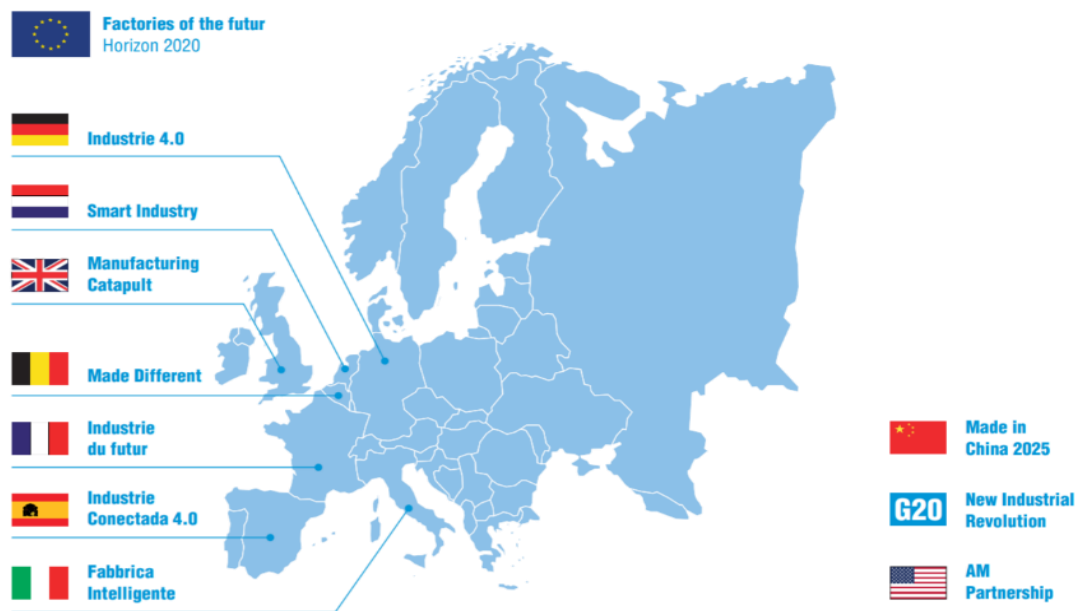 Factories of the futur
Horizon 2020
Industrie 4.0
Smart Industry
Manufacturing
Catapult
Made Different
Industrie
du futur
Industrie
Conectada 4.0
Fabbrica
Intelligente
Made in
China 2025
G20
New Industrial
Revolution
AM
Partnership